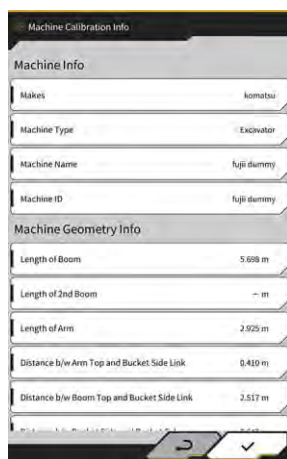 Machine Calibration Info
Machine Info
Makes komatsu
Machine Type Excavator
Machine Name fujii dummy
Machine ID fujii dummy
Machine Geometry Info
Length of Boom 5.698 m
Length of 2nd Boom — m
Length of Arm 2.925 m
Distance b/w Arm Top and Bucket Side Link 0.410 m
Distance b/w Boom Top and Bucket Side Link 2.517 m